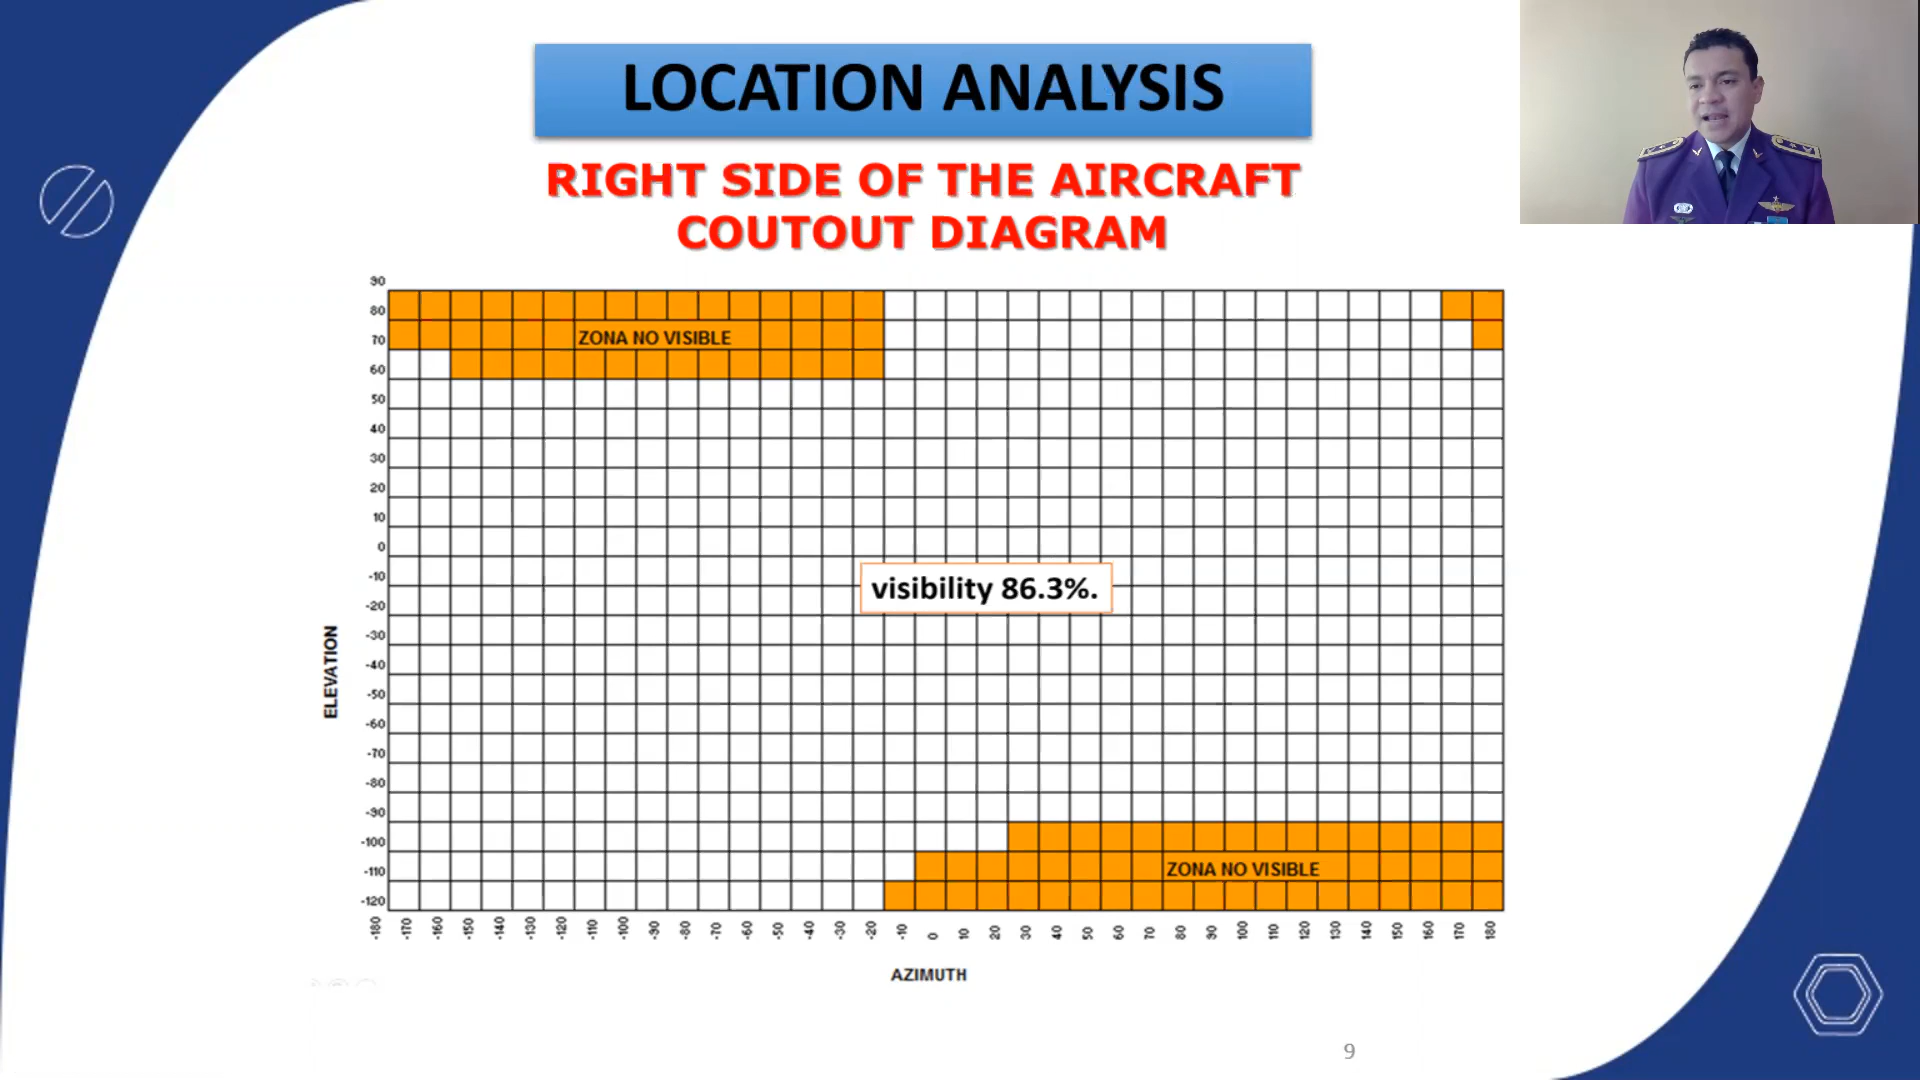 LOCATION ANALYSIS
RIGHT SIDE OF THE AIRCRAFT
COUTOUT DIAGRAM
90
80
70
ZONA NO VISIBLE
60
50
40
30
20
10
0
-10
visibility 86.3%.
-20
-30
ELEVATION
-40
-50
-60
-70
-80
-90
-100
-110
ZONA NO VISIBLE
-120
-180 -170 -160 -150 -140 -130 -120 -110 -100 -90 -80 -70 -60 -50 -40 -30 -20 -10 0 10 20 30 40 50 60 70 80 90 100 110 120 130 140 150 160 170 180
AZIMUTH
9